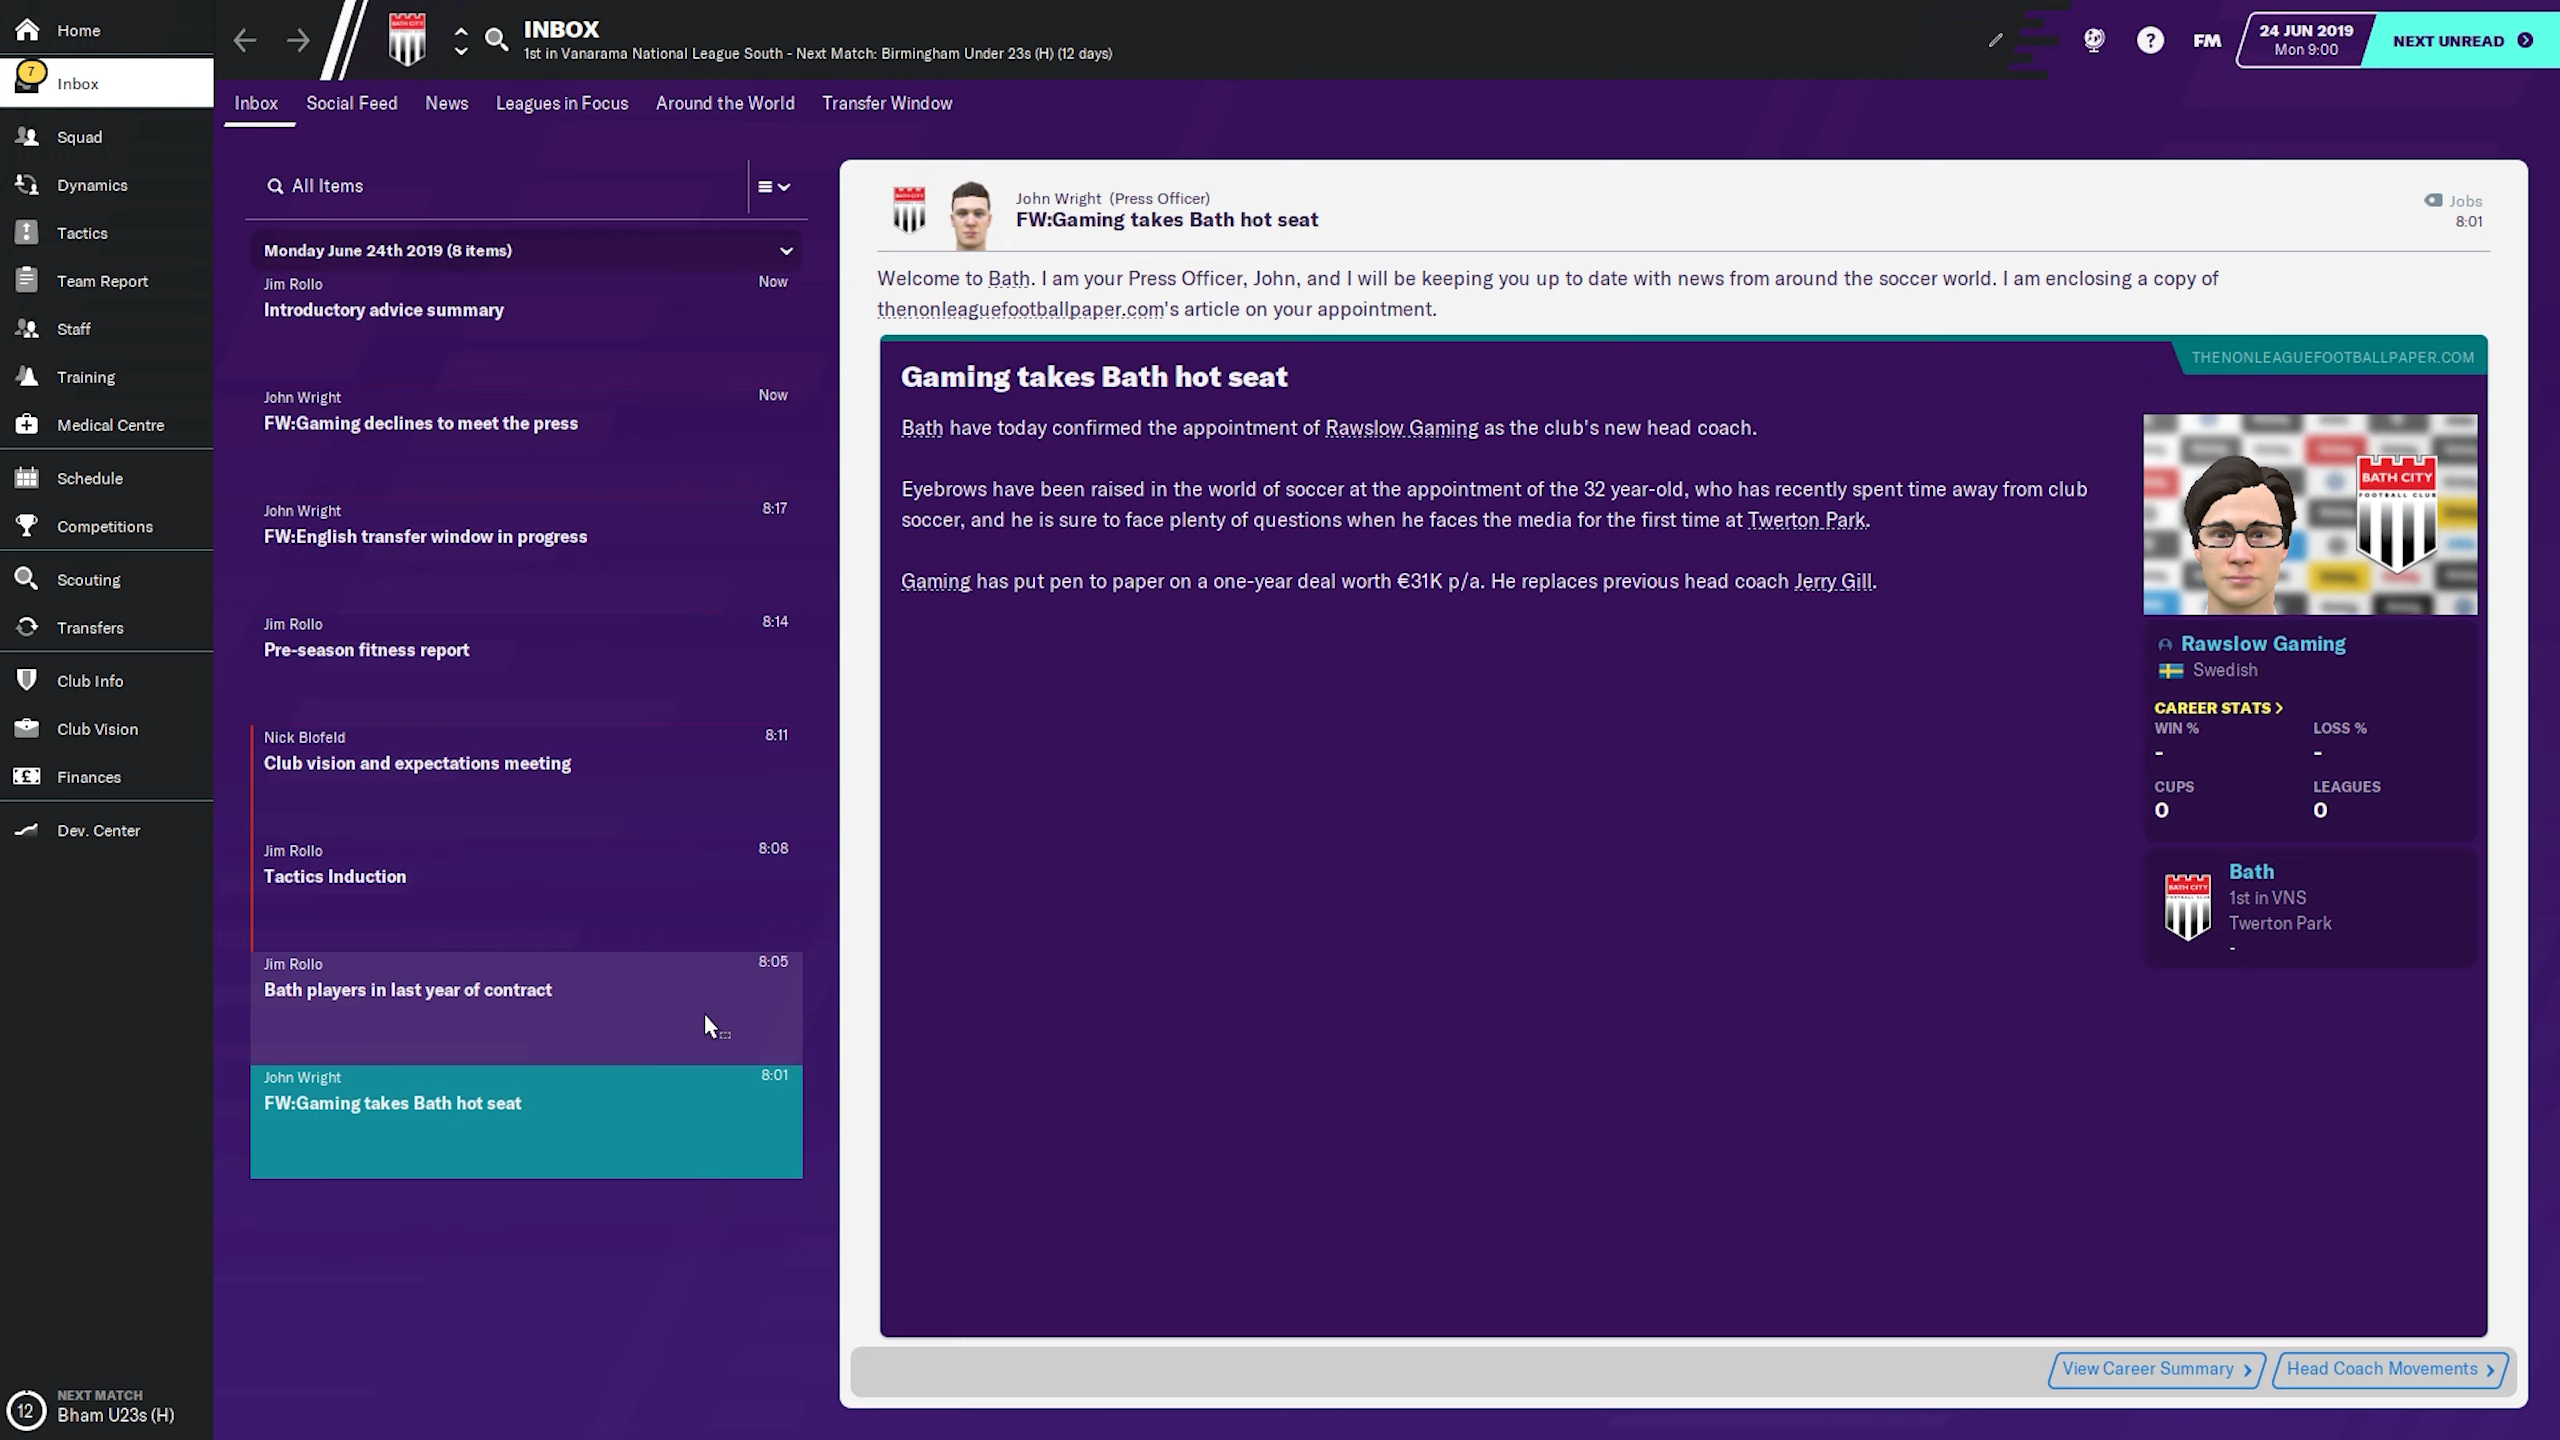 Home
7
Inbox
Squad
Dynamics
Tactics
Team Report
Staff
Training
Medical Centre
Schedule
Competitions
Scouting
Transfers
Club Info
Club Vision
Finances
Dev. Center
12
NEXT MATCH
Bham U23s (H)
BATH CITY
INBOX
1st in Vanarama National League South - Next Match: Birmingham Under 23s (H) (12 days)
?
FM
24 JUN 2019
Mon 9:00
NEXT UNREAD
Inbox
Social Feed
News
Leagues in Focus
Around the World
Transfer Window
All Items
Monday June 24th 2019 (8 items)
Jim Rollo
Now
Introductory advice summary
John Wright
Now
FW:Gaming declines to meet the press
John Wright
8:17
FW:English transfer window in progress
Jim Rollo
8:14
Pre-season fitness report
Nick Blofeld
8:11
Club vision and expectations meeting
Jim Rollo
8:08
Tactics Induction
Jim Rollo
8:05
Bath players in last year of contract
John Wright
8:01
FW:Gaming takes Bath hot seat
BATH CITY
John Wright (Press Officer)
FW:Gaming takes Bath hot seat
Jobs
8:01
Welcome to Bath. I am your Press Officer, John, and I will be keeping you up to date with news from around the soccer world. I am enclosing a copy of
thenonleaguefootballpaper.com's article on your appointment.
THENONLEAGUEFOOTBALLPAPER.COM
Gaming takes Bath hot seat
Bath have today confirmed the appointment of Rawslow Gaming as the club's new head coach.
Eyebrows have been raised in the world of soccer at the appointment of the 32 year-old, who has recently spent time away from club
soccer, and he is sure to face plenty of questions when he faces the media for the first time at Twerton Park.
Gaming has put pen to paper on a one-year deal worth €31K p/a. He replaces previous head coach Jerry Gill.
BATH CITY
FOOTBALL CLUB
Rawslow Gaming
Swedish
CAREER STATS
WIN %
LOSS %
-
-
CUPS
LEAGUES
0
0
BATH CITY
Bath
1st in VNS
Twerton Park
-
View Career Summary
Head Coach Movements